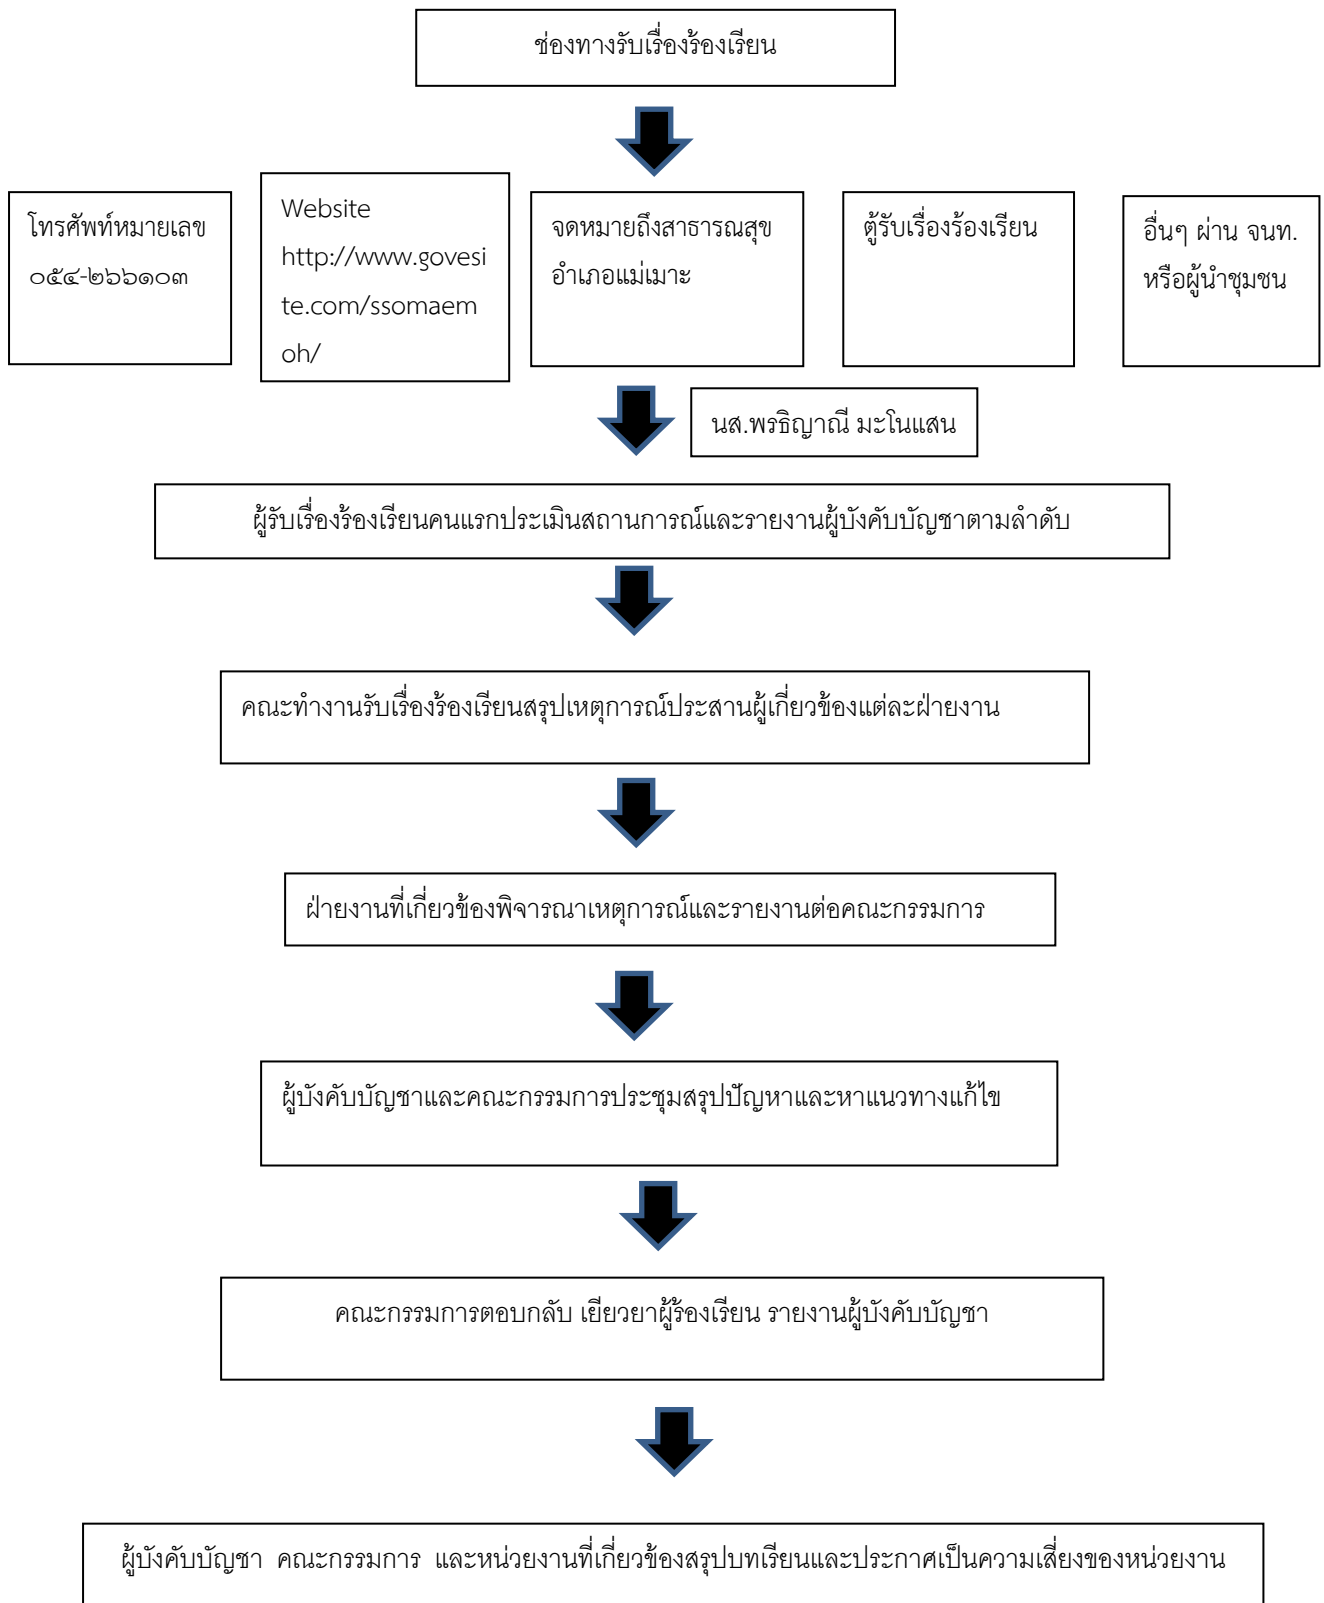 ช่องทางรับเรื่องร้องเรียน
โทรศัพท์หมายเลข
๐๕๔-๒๖๖๑๐๓
Website
http://www.govesi
te.com/ssomaem
oh/
จดหมายถึงสาธารณสุข
อำเภอแม่เมาะ
ตู้รับเรื่องร้องเรียน
อื่นๆ ผ่าน จนท.
หรือผู้นำชุมชน
นส.พรธิญาณี มะโนแสน
ผู้รับเรื่องร้องเรียนคนแรกประเมินสถานการณ์และรายงานผู้บังคับบัญชาตามลำดับ
คณะทำงานรับเรื่องร้องเรียนสรุปเหตุการณ์ประสานผู้เกี่ยวข้องแต่ละฝ่ายงาน
ฝ่ายงานที่เกี่ยวข้องพิจารณาเหตุการณ์และรายงานต่อคณะกรรมการ
ผู้บังคับบัญชาและคณะกรรมการประชุมสรุปปัญหาและหาแนวทางแก้ไข
คณะกรรมการตอบกลับ เยียวยาผู้ร้องเรียน รายงานผู้บังคับบัญชา
ผู้บังคับบัญชา คณะกรรมการ และหน่วยงานที่เกี่ยวข้องสรุปบทเรียนและประกาศเป็นความเสี่ยงของหน่วยงาน